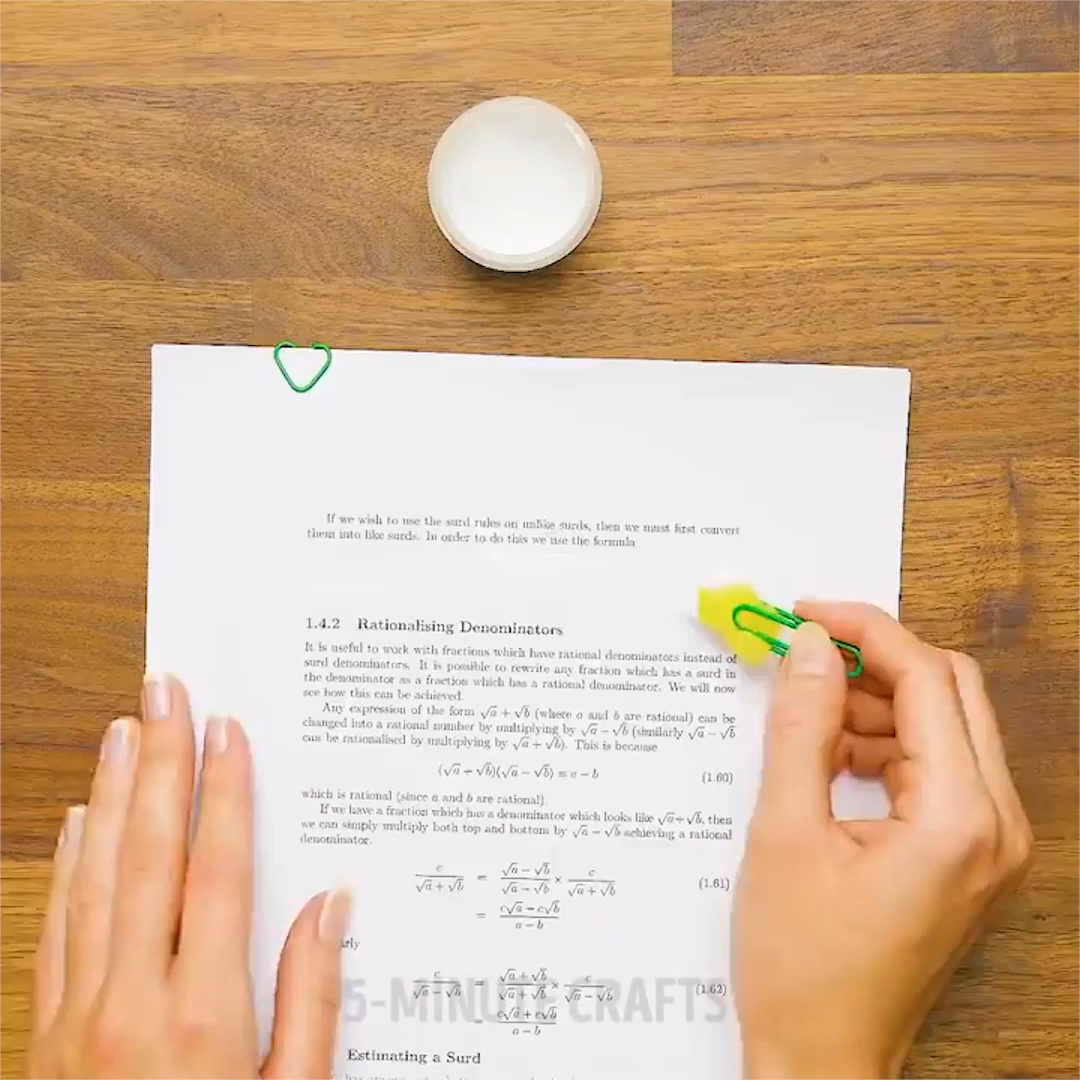 If we wish to use the surd rules on unlike surds, then we must first convert
them into like surds. In order to do this we use the formula
1.4.2 Rationalising Denominators
It is useful to work with fractions which have rational denominators instead of
surd denominators. It is possible to rewrite any fraction which has a surd in
the denominator as a fraction which has a rational denominator. We will now
see how this can be achieved.
Any expression of the form √a + √b (where a and b are rational) can be
changed into a rational number by multiplying by √a − √b (similarly √a − √b
can be rationalised by multiplying by √a + √b). This is because
(√a + √b)(√a − √b) = a − b (1.60)
which is rational (since a and b are rational).
If we have a fraction which has a denominator which looks like √a+√b, then
we can simply multiply both top and bottom by √a − √b achieving a rational
denominator.
c/(√a + √b) = (√a − √b)/(√a − √b) × c/(√a + √b) (1.61)
= (c√a − c√b)/(a − b)
arly
c/(√a − √b) = (√a + √b)/(√a + √b) × c/(√a − √b) (1.62)
5-MINUTE CRAFTS
= (c√a + c√b)/(a − b)
Estimating a Surd